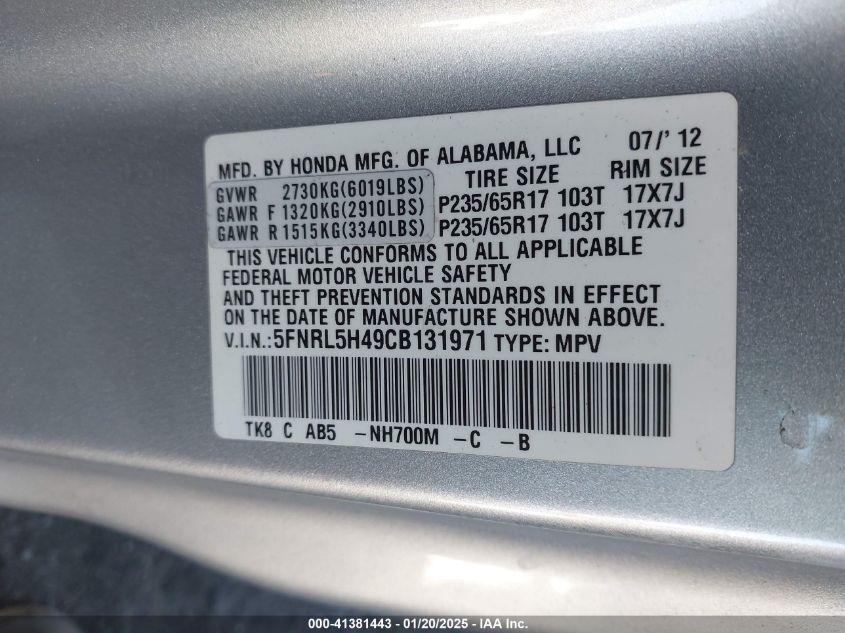 MFD. BY HONDA MFG. OF ALABAMA, LLC 07/' 12
TIRE SIZE RIM SIZE
GVWR 2730KG(6019LBS)
GAWR F 1320KG(2910LBS) P235/65R17 103T 17X7J
GAWR R 1515KG(3340LBS) P235/65R17 103T 17X7J
THIS VEHICLE CONFORMS TO ALL APPLICABLE
FEDERAL MOTOR VEHICLE SAFETY
AND THEFT PREVENTION STANDARDS IN EFFECT
ON THE DATE OF MANUFACTURE SHOWN ABOVE.
V.I.N.:5FNRL5H49CB131971 TYPE: MPV
TK8 C AB5 -NH700M -C -B
000-41381443 / 01/20/2025 - IAA Inc.